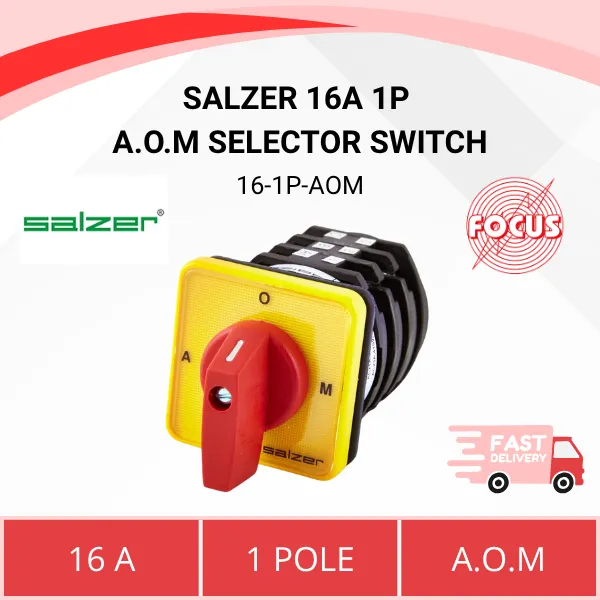 SALZER 16A 1P
A.O.M SELECTOR SWITCH
16-1P-AOM
salzer®
FOCUS
O
A
M
salzer
FAST
DELIVERY
16 A
1 POLE
A.O.M